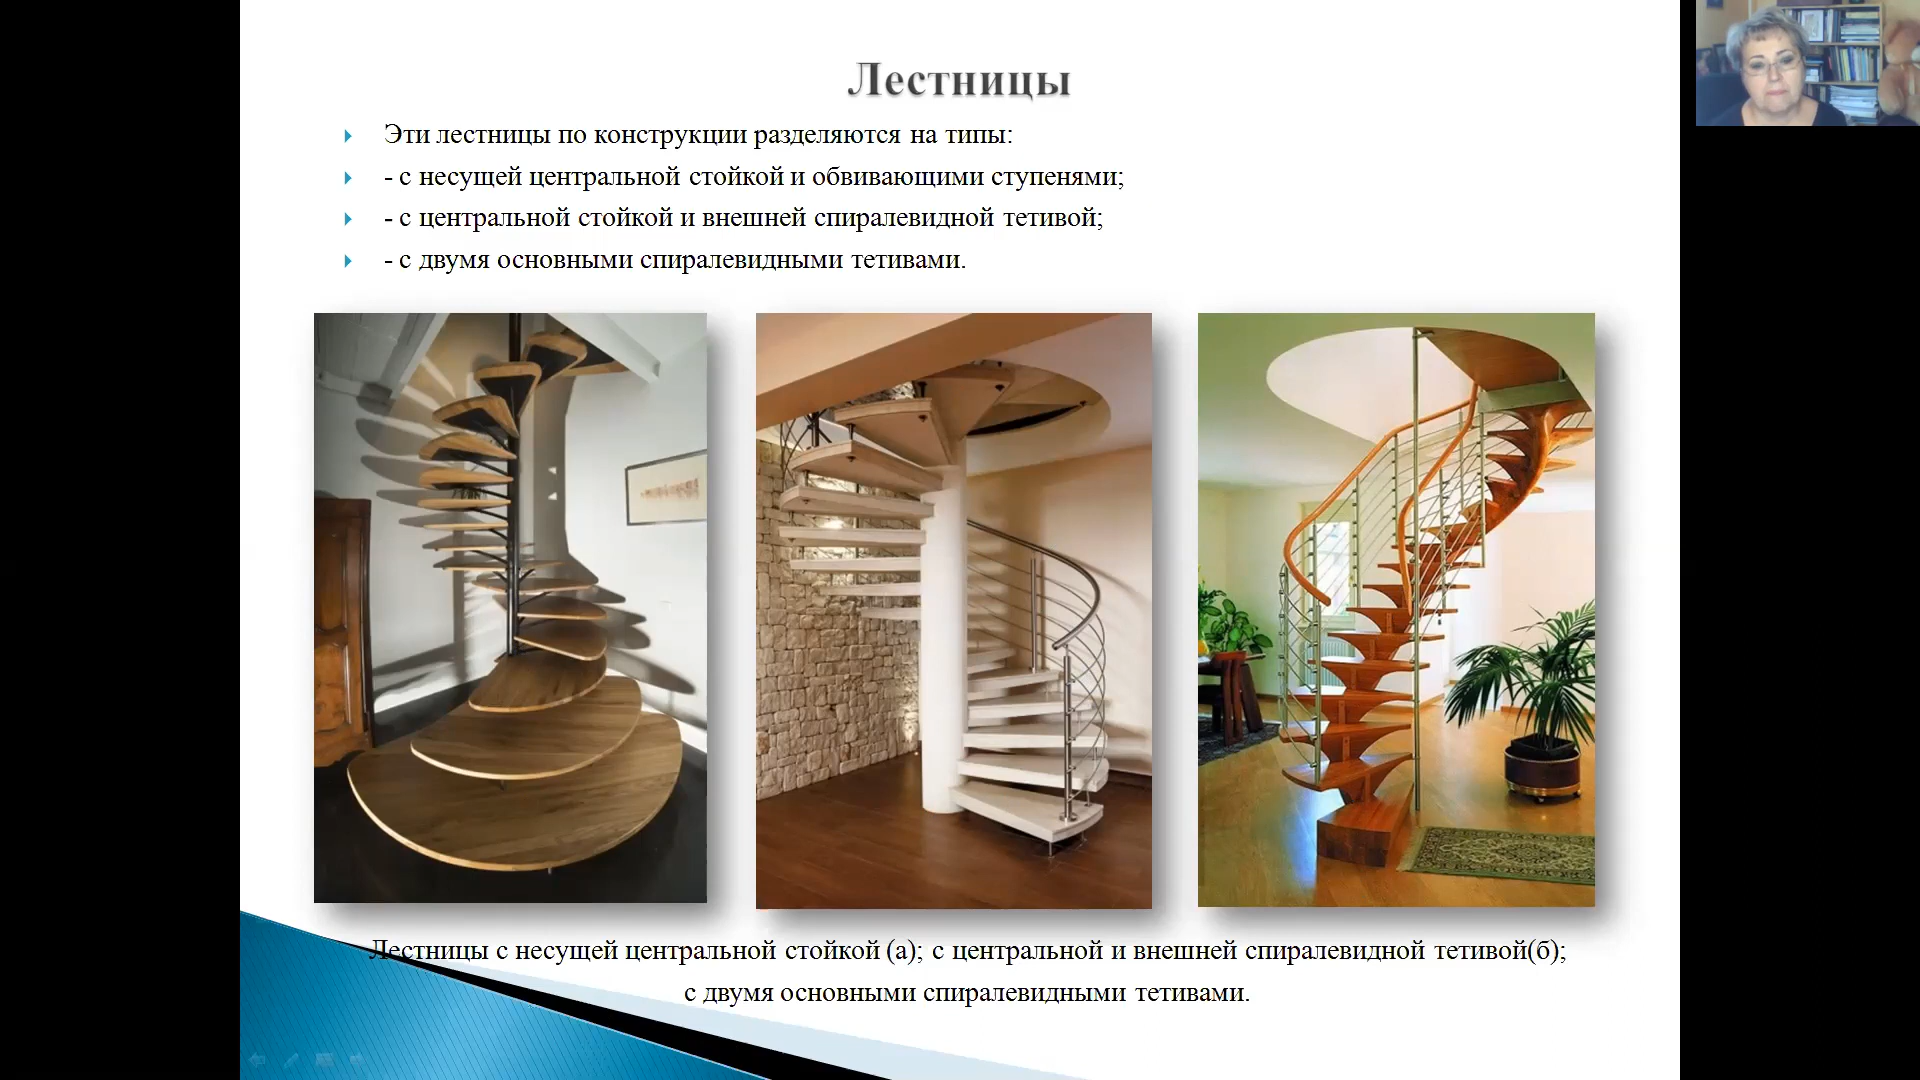 Лестницы
Эти лестницы по конструкции разделяются на типы:
- с несущей центральной стойкой и обвивающими ступенями;
- с центральной стойкой и внешней спиралевидной тетивой;
- с двумя основными спиралевидными тетивами.
Лестницы с несущей центральной стойкой (а); с центральной и внешней спиралевидной тетивой(б);
с двумя основными спиралевидными тетивами.